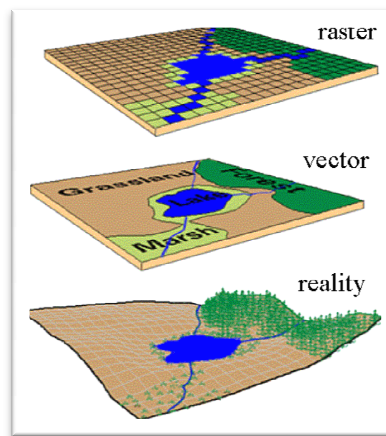 raster
vector
Grassland
Forest
Lake
Marsh
reality